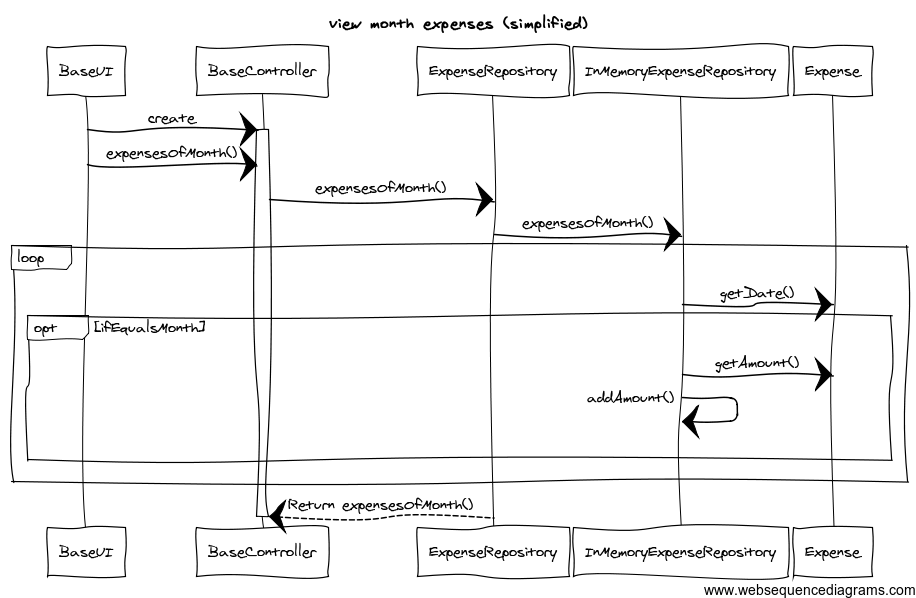 view month expenses (simplified)
BaseUI BaseController ExpenseRepository InMemoryExpenseRepository Expense
create
expensesOfMonth()
expensesOfMonth()
expensesOfMonth()
loop
getDate()
opt [ifEqualsMonth]
getAmount()
addAmount()
Return expensesOfMonth()
BaseUI BaseController ExpenseRepository InMemoryExpenseRepository Expense
www.websequencediagrams.com